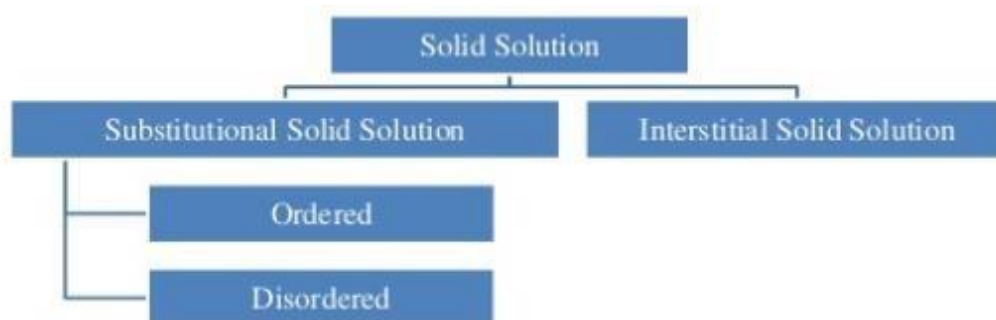 Solid Solution
Substitutional Solid Solution
Interstitial Solid Solution
Ordered
Disordered